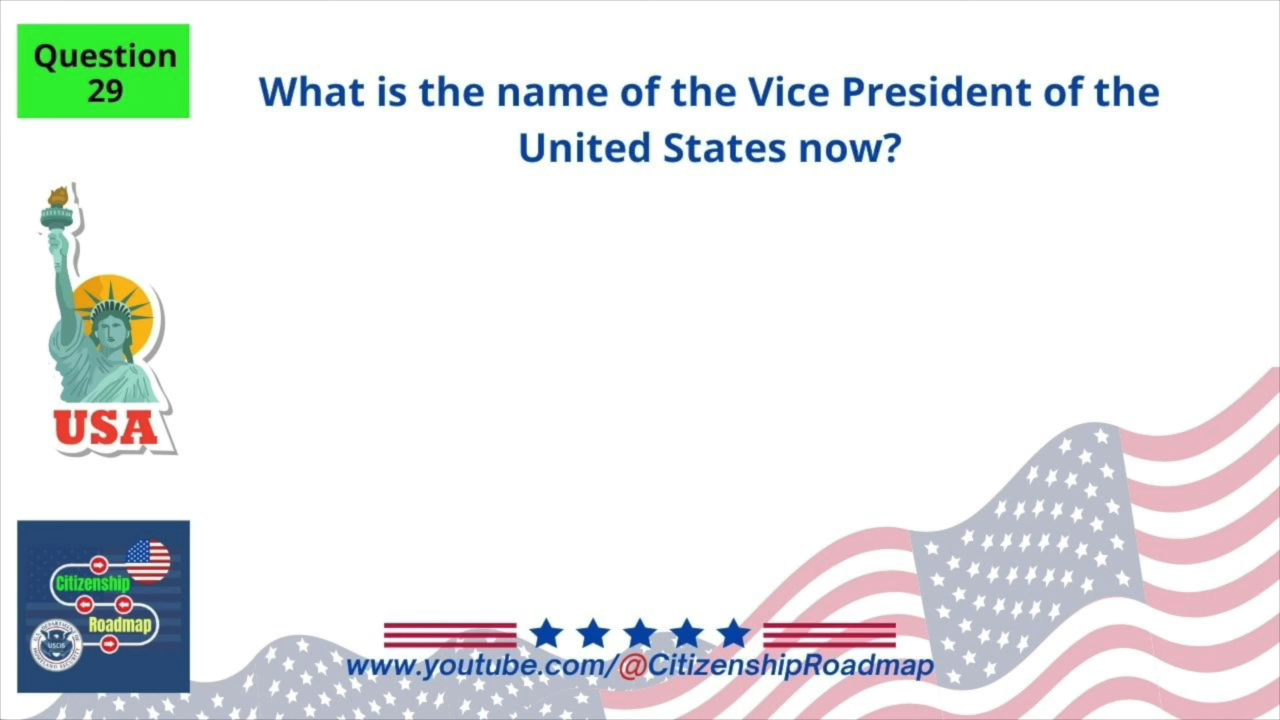 Question
29
What is the name of the Vice President of the
United States now?
USA
Citizenship
Roadmap
USCIS
www.youtube.com/@CitizenshipRoadmap